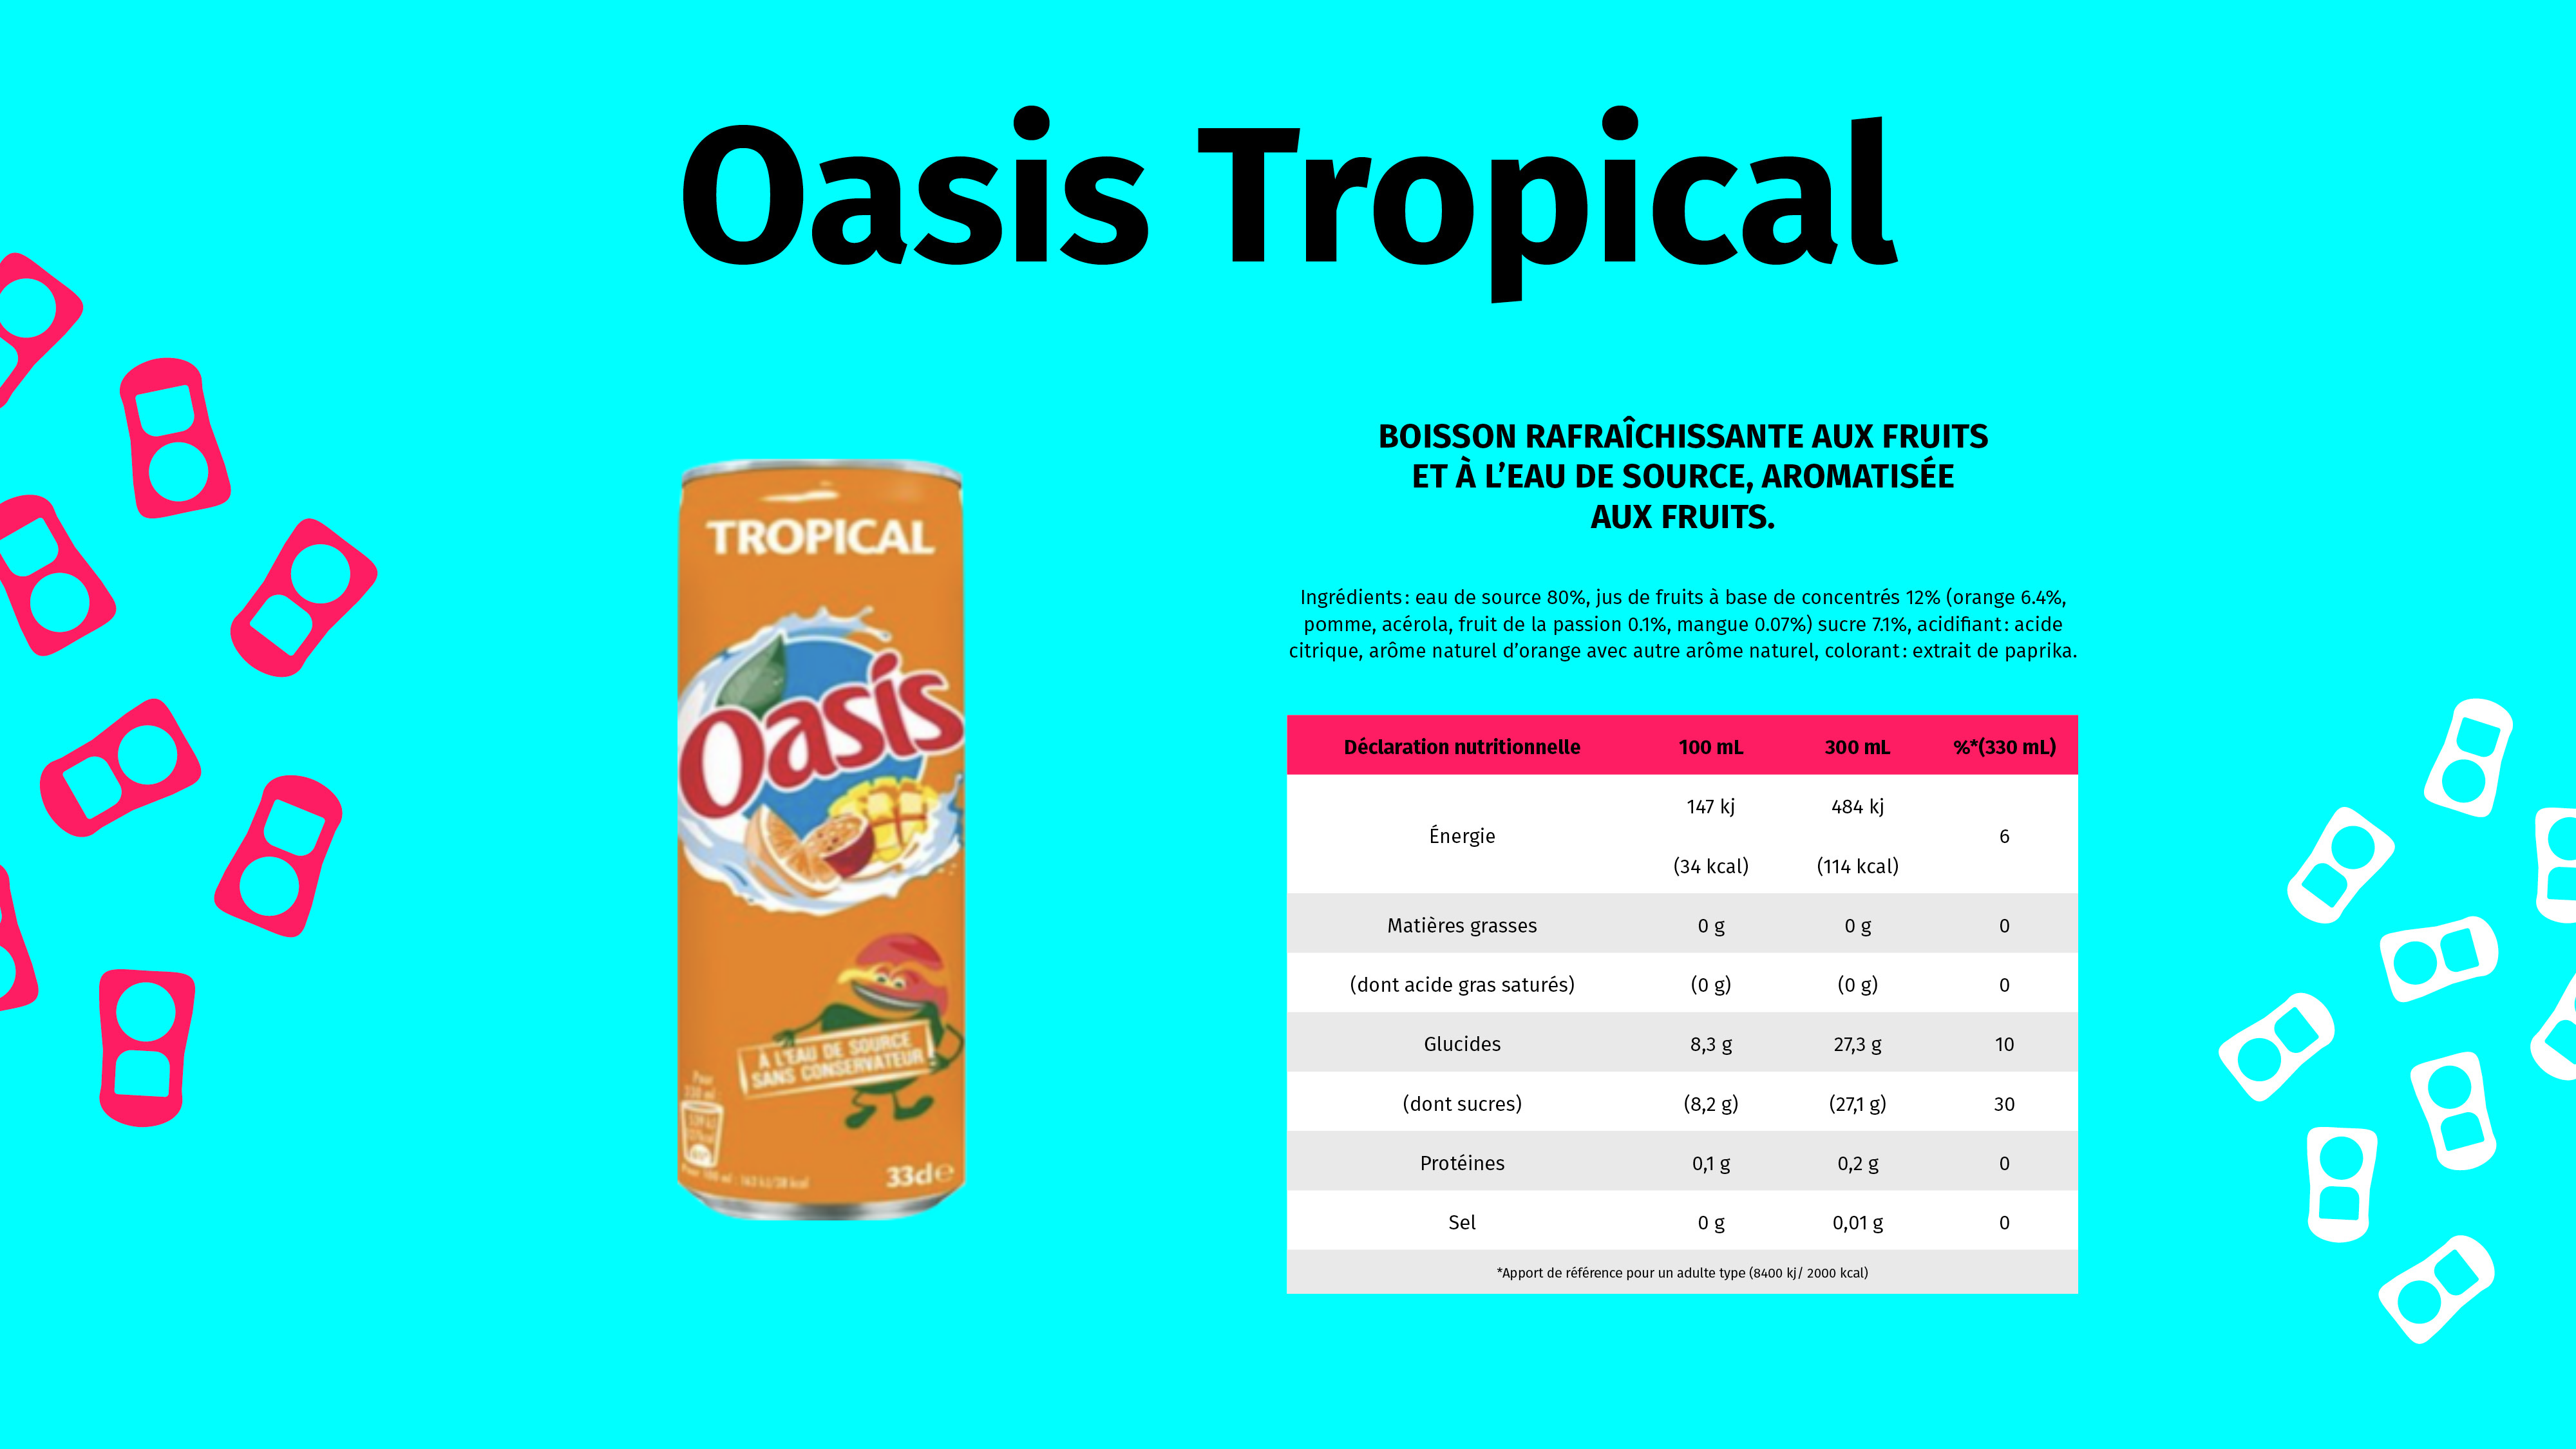 Oasis Tropical
TROPICAL
Oasis
À L'EAU DE SOURCE
SANS CONSERVATEUR
Pour
33cl e
BOISSON RAFRAÎCHISSANTE AUX FRUITS
ET À L’EAU DE SOURCE, AROMATISÉE
AUX FRUITS.
Ingrédients : eau de source 80%, jus de fruits à base de concentrés 12% (orange 6.4%,
pomme, acérola, fruit de la passion 0.1%, mangue 0.07%) sucre 7.1%, acidifiant : acide
citrique, arôme naturel d’orange avec autre arôme naturel, colorant : extrait de paprika.
Déclaration nutritionnelle 100 mL 300 mL %*(330 mL)
147 kj 484 kj
Énergie 6
(34 kcal) (114 kcal)
Matières grasses 0 g 0 g 0
(dont acide gras saturés) (0 g) (0 g) 0
Glucides 8,3 g 27,3 g 10
(dont sucres) (8,2 g) (27,1 g) 30
Protéines 0,1 g 0,2 g 0
Sel 0 g 0,01 g 0
*Apport de référence pour un adulte type (8400 kj/ 2000 kcal)